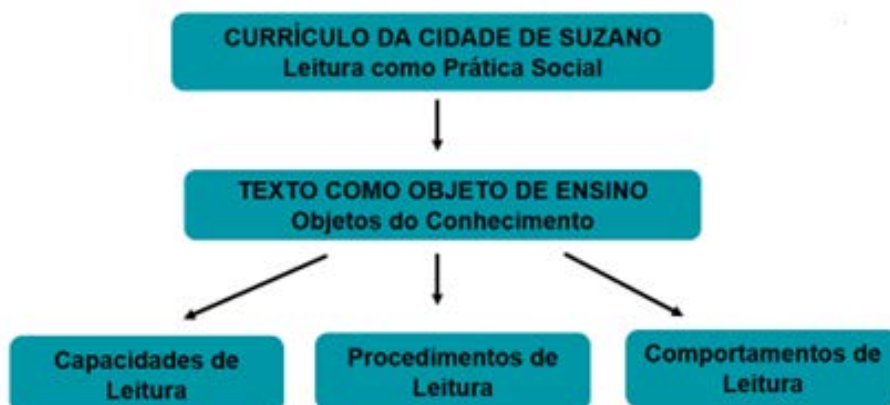 CURRÍCULO DA CIDADE DE SUZANO
Leitura como Prática Social
TEXTO COMO OBJETO DE ENSINO
Objetos do Conhecimento
Capacidades de
Leitura
Procedimentos de
Leitura
Comportamentos de
Leitura